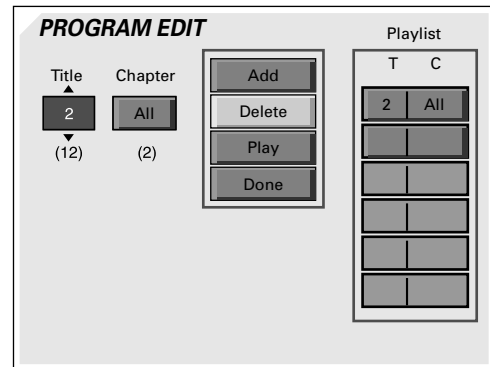 PROGRAM EDIT
Title
Chapter
2
All
(12)
(2)
Add
Delete
Play
Done
Playlist
T C
2 All